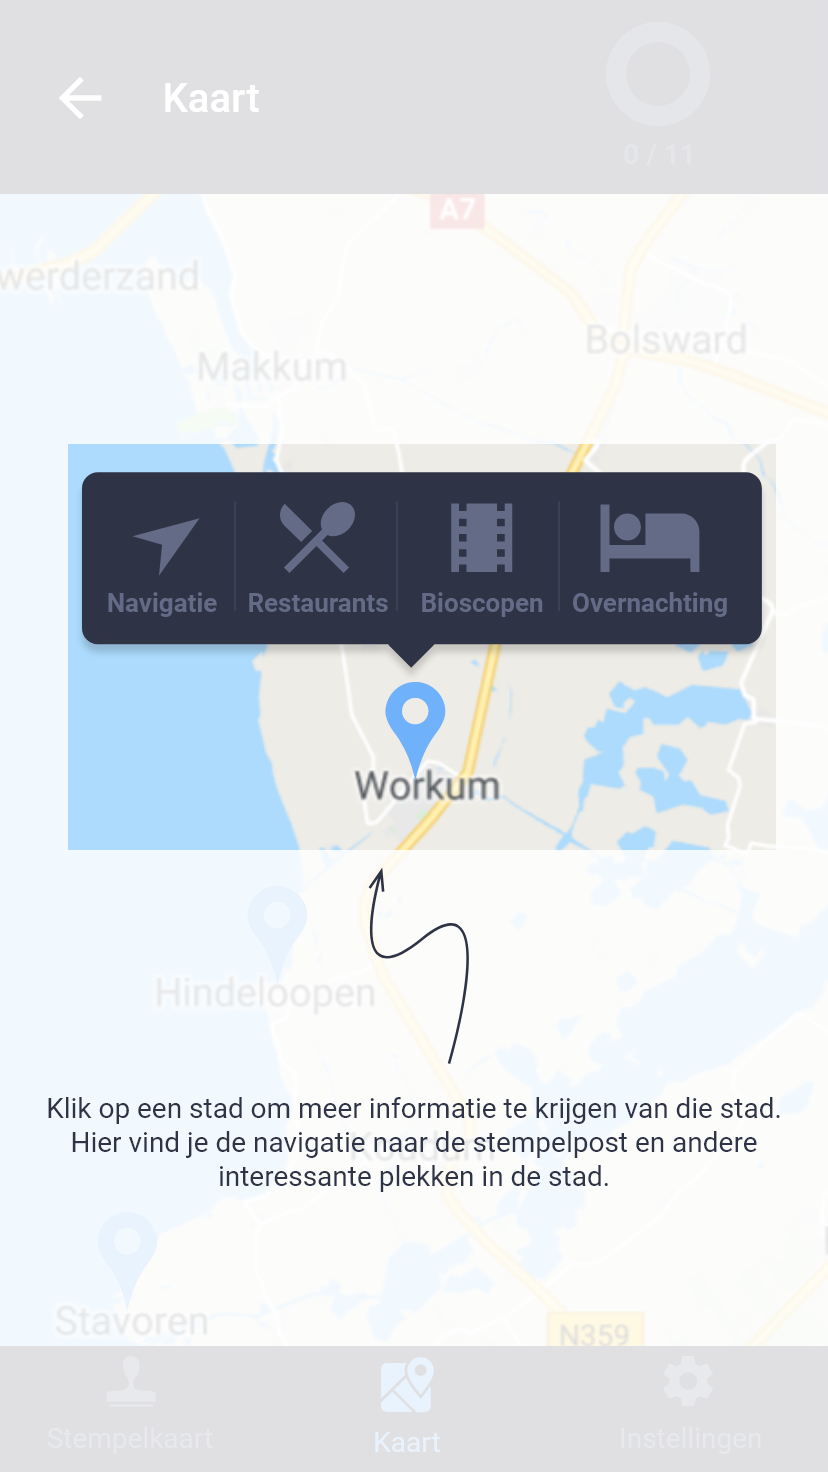 Kaart
0 / 11
A7
werderzand
Bolsward
Makkum
Navigatie
Restaurants
Bioscopen
Overnachting
Workum
Hindeloopen
Klik op een stad om meer informatie te krijgen van die stad.
Hier vind je de navigatie naar de stempelpost en andere
interessante plekken in de stad.
Koudum
Stavoren
N359
Stempelkaart
Kaart
Instellingen